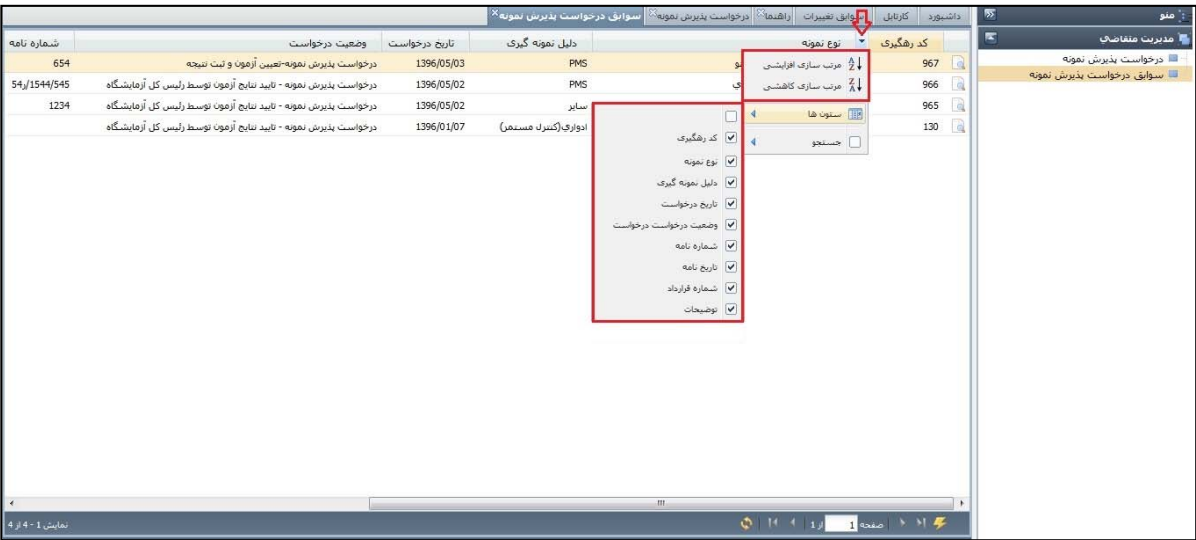 منو
مدیریت متقاضي
درخواست پذیرش نمونه
سوابق درخواست پذیرش نمونه
داشبورد کارتابل سوابق تغییرات راهنما درخواست پذیرش نمونه سوابق درخواست پذیرش نمونه
کد رهگیری نوع نمونه دلیل نمونه گیری تاریخ درخواست وضعیت درخواست شماره نامه
967 PMS 1396/05/03 درخواست پذیرش نمونه-تعیین آزمون و ثبت نتیجه 654
966 PMS 1396/05/02 درخواست پذیرش نمونه - تایید نتایج آزمون توسط رئیس کل آزمایشگاه 54/ر/1544/545
965 سایر 1396/05/02 درخواست پذیرش نمونه - تایید نتایج آزمون توسط رئیس کل آزمایشگاه 1234
130 ادواري(کنترل مستمر) 1396/01/07 درخواست پذیرش نمونه - تایید نتایج آزمون توسط رئیس کل آزمایشگاه
مرتب سازی افزایشی
مرتب سازی کاهشی
ستون ها
جستجو
کد رهگیری
نوع نمونه
دلیل نمونه گیری
تاریخ درخواست
وضعیت درخواست درخواست
شماره نامه
تاریخ نامه
شماره قرارداد
توضیحات
صفحه 1 از 1
نمایش 1 - 4 از 4